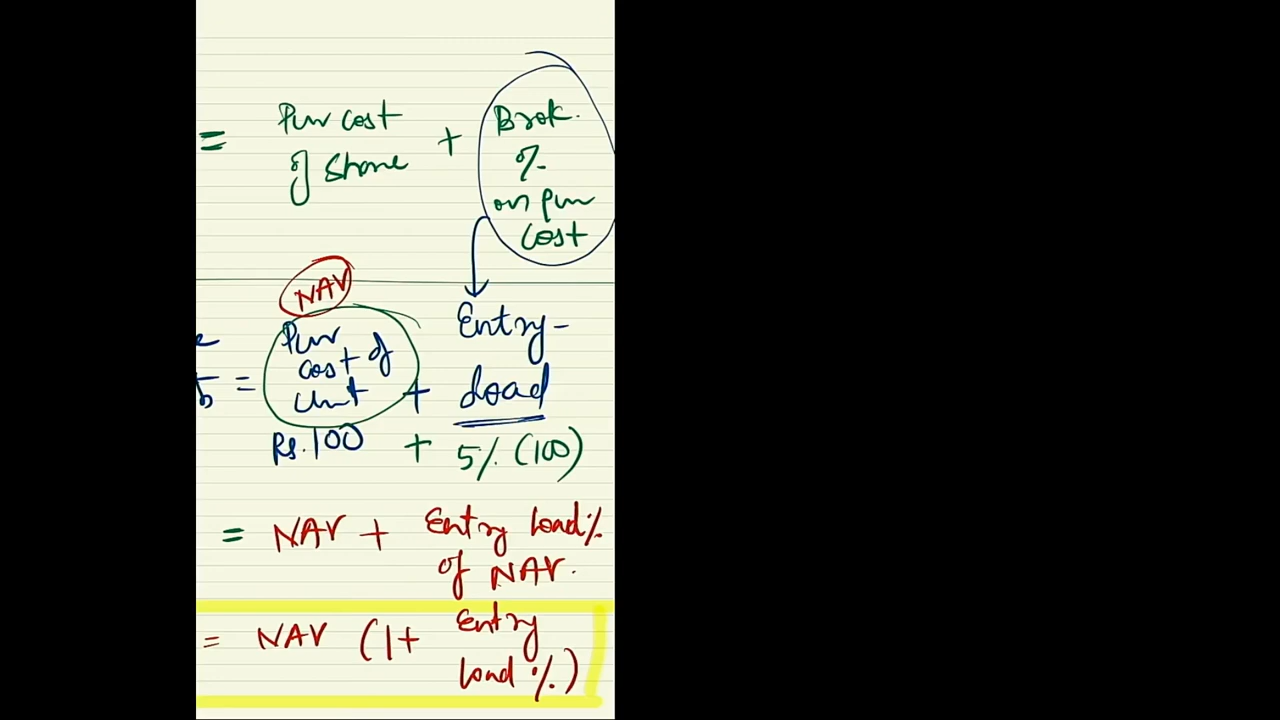 = Pur cost + Brok.
of share %
on pur
cost
NAV
Pur Entry-
= cost of + Load
Unit
Rs.100 + 5% (100)
= NAV + Entry load%
of NAV.
= NAV (1+ Entry
load %)